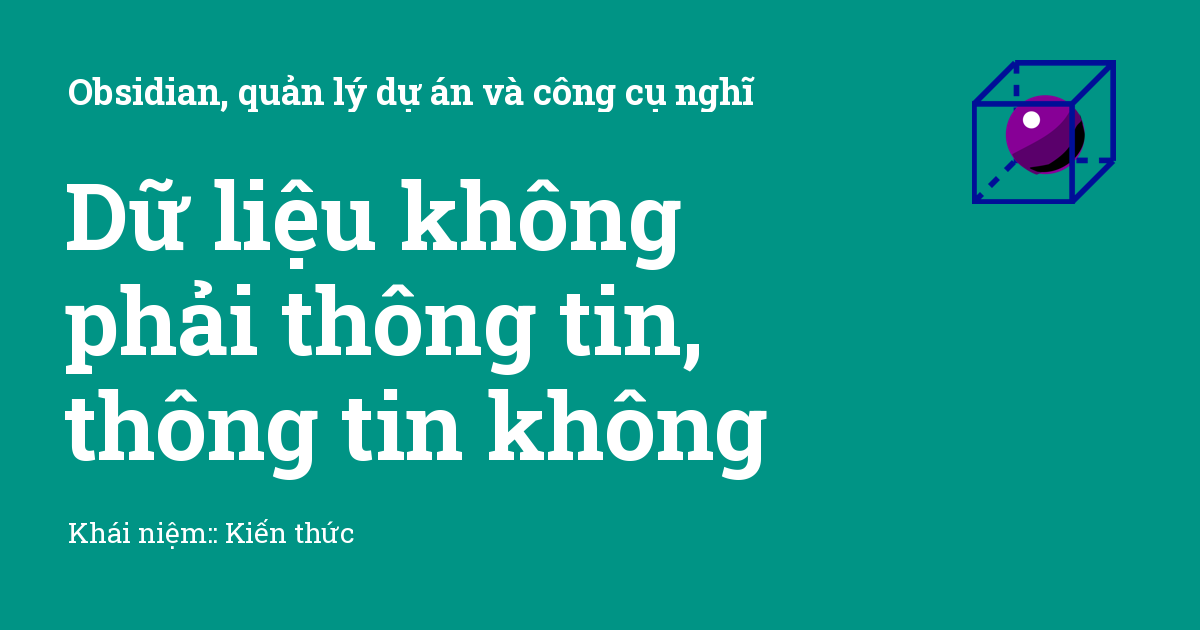 Obsidian, quản lý dự án và công cụ nghĩ
Dữ liệu không
phải thông tin,
thông tin không
Khái niệm:: Kiến thức